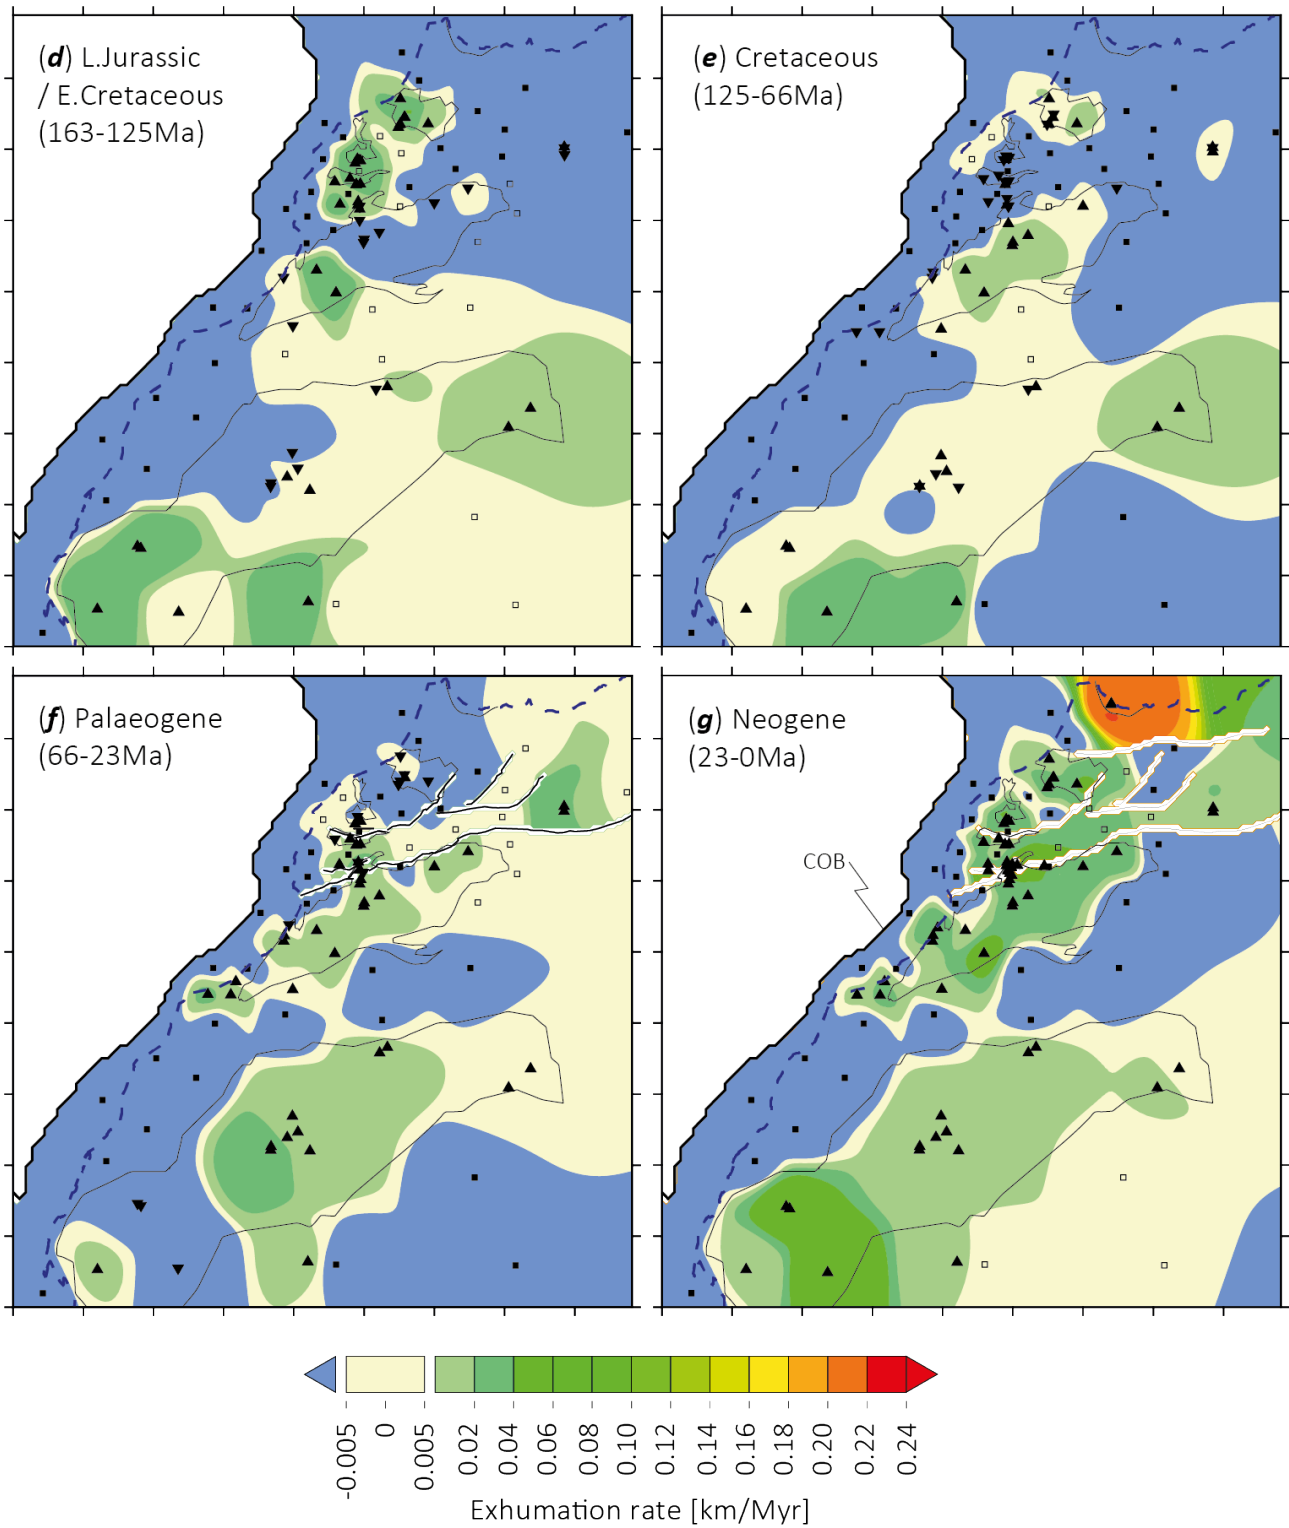 (d) L.Jurassic
/ E.Cretaceous
(163-125Ma)
(e) Cretaceous
(125-66Ma)
(f) Palaeogene
(66-23Ma)
(g) Neogene
(23-0Ma)
COB
-0.005
0
0.005
0.02
0.04
0.06
0.08
0.10
0.12
0.14
0.16
0.18
0.20
0.22
0.24
Exhumation rate [km/Myr]